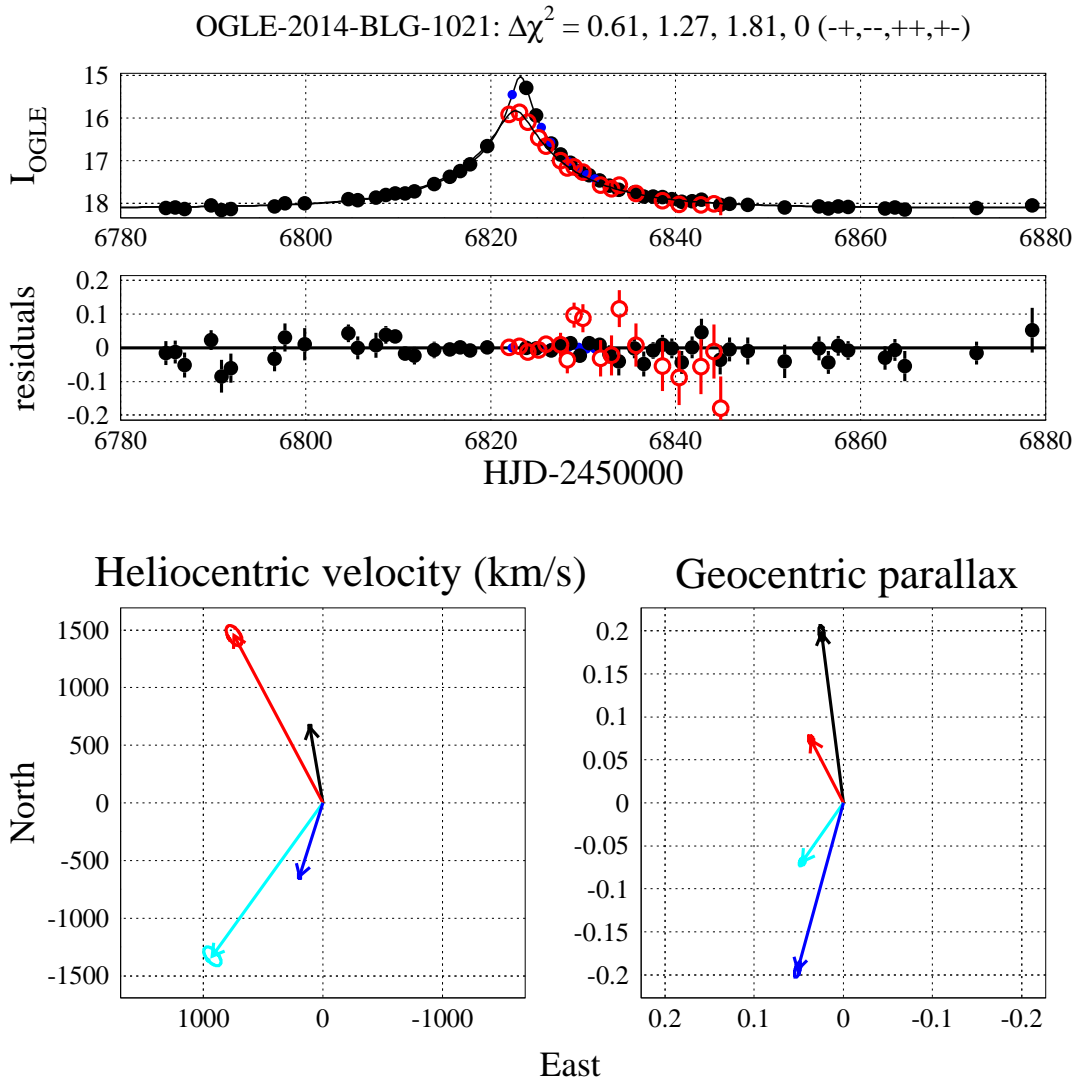 OGLE-2014-BLG-1021: Δχ² = 0.61, 1.27, 1.81, 0 (-+,--,++,+-)
15
16
17
18
I_OGLE
6780 6800 6820 6840 6860 6880
0.2
0.1
0
-0.1
-0.2
residuals
6780 6800 6820 6840 6860 6880
HJD-2450000
Heliocentric velocity (km/s)
1500
1000
500
0
-500
-1000
-1500
North
1000 0 -1000
Geocentric parallax
0.2
0.15
0.1
0.05
0
-0.05
-0.1
-0.15
-0.2
0.2 0.1 0 -0.1 -0.2
East